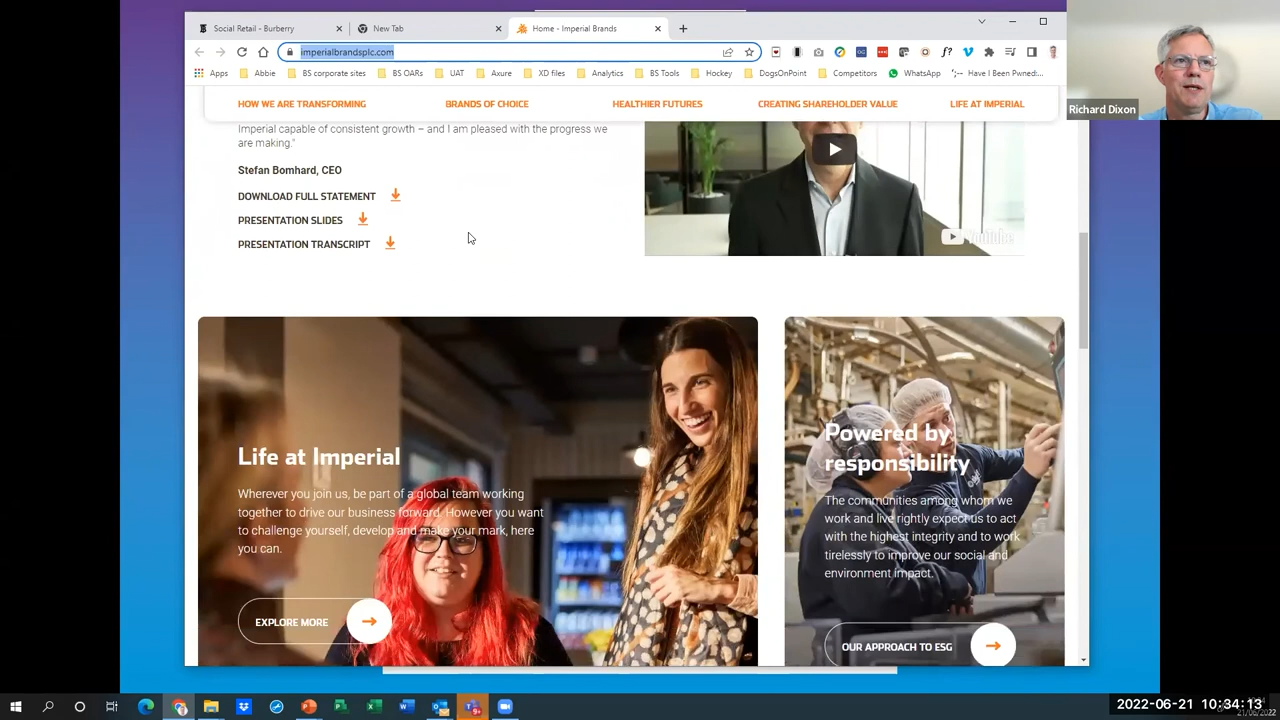 Social Retail - Burberry
New Tab
Home - Imperial Brands
imperialbrandsplc.com
Apps
Abbie
BS corporate sites
BS OARs
UAT
Axure
XD files
Analytics
BS Tools
Hockey
DogsOnPoint
Competitors
WhatsApp
Have I Been Pwned:...
Richard Dixon
HOW WE ARE TRANSFORMING
BRANDS OF CHOICE
HEALTHIER FUTURES
CREATING SHAREHOLDER VALUE
LIFE AT IMPERIAL
Imperial capable of consistent growth – and I am pleased with the progress we
are making."
Stefan Bomhard, CEO
DOWNLOAD FULL STATEMENT
PRESENTATION SLIDES
PRESENTATION TRANSCRIPT
YouTube
Life at Imperial
Wherever you join us, be part of a global team working
together to drive our business forward. However you want
to challenge yourself, develop and make your mark, here
you can.
EXPLORE MORE
Powered by
responsibility
The communities among whom we
work and live rightly expect us to act
with the highest integrity and to work
tirelessly to improve our social and
environment impact.
OUR APPROACH TO ESG
2022-06-21 10:34:13